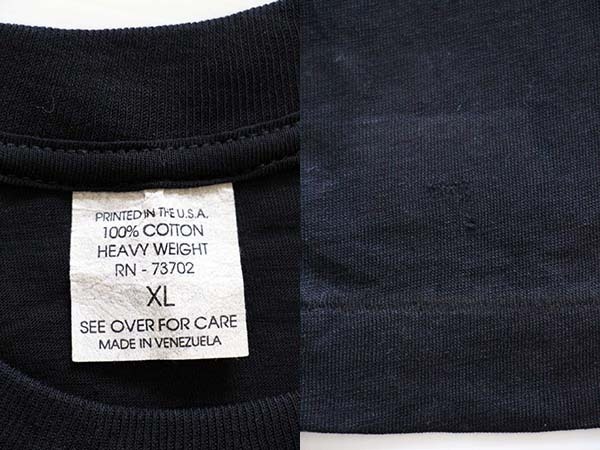 PRINTED IN THE U.S.A.
100% COTTON
HEAVY WEIGHT
RN - 73702
XL
SEE OVER FOR CARE
MADE IN VENEZUELA